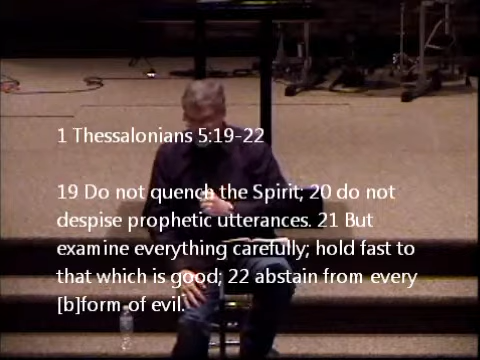 1 Thessalonians 5:19-22
19 Do not quench the Spirit; 20 do not
despise prophetic utterances. 21 But
examine everything carefully; hold fast to
that which is good; 22 abstain from every
[b]form of evil.